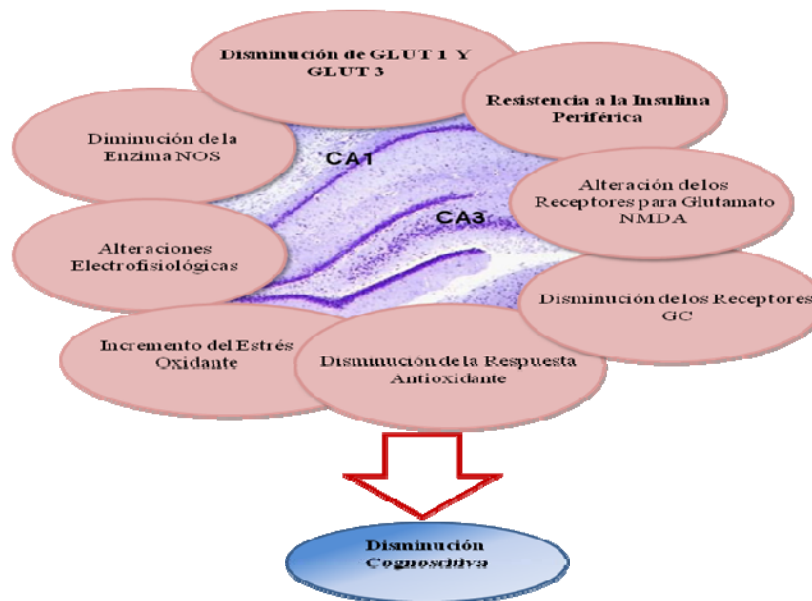 Disminución de GLUT 1 Y
GLUT 3
Resistencia a la Insulina
Periférica
Diminución de la
Enzima NOS
CA1
Alteración de los
Receptores para Glutamato
NMDA
CA3
Alteraciones
Electrofisiológicas
Disminución de los Receptores
GC
Incremento del Estrés
Oxidante
Disminución de la Respuesta
Antioxidante
Disminución
Cognoscitiva